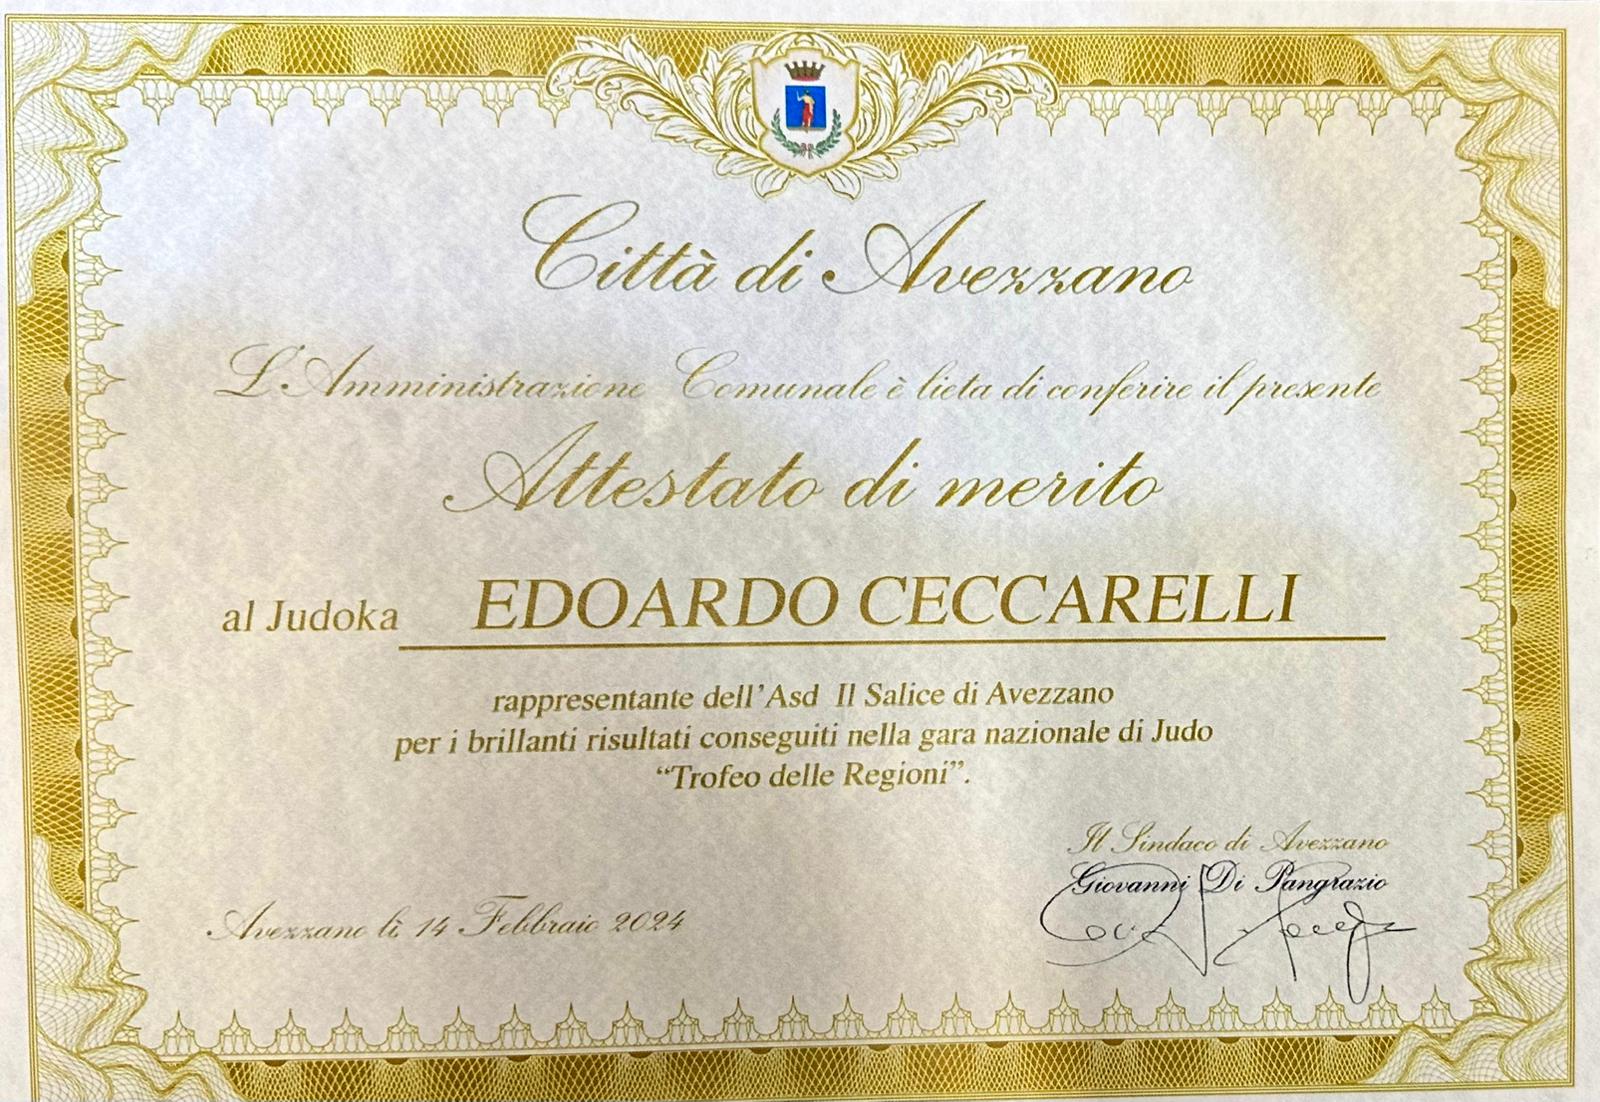 Città di Avezzano
L'Amministrazione Comunale è lieta di conferire il presente
Attestato di merito
al Judoka EDOARDO CECCARELLI
rappresentante dell'Asd Il Salice di Avezzano
per i brillanti risultati conseguiti nella gara nazionale di Judo
“Trofeo delle Regioni”.
Il Sindaco di Avezzano
Giovanni Di Pangrazio
Avezzano lì, 14 Febbraio 2024